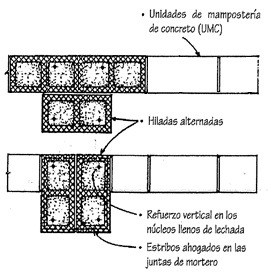 • Unidades de mampostería
de concreto (UMC)
• Hiladas alternadas
• Refuerzo vertical en los
núcleos llenos de lechada
• Estribos ahogados en las
juntas de mortero